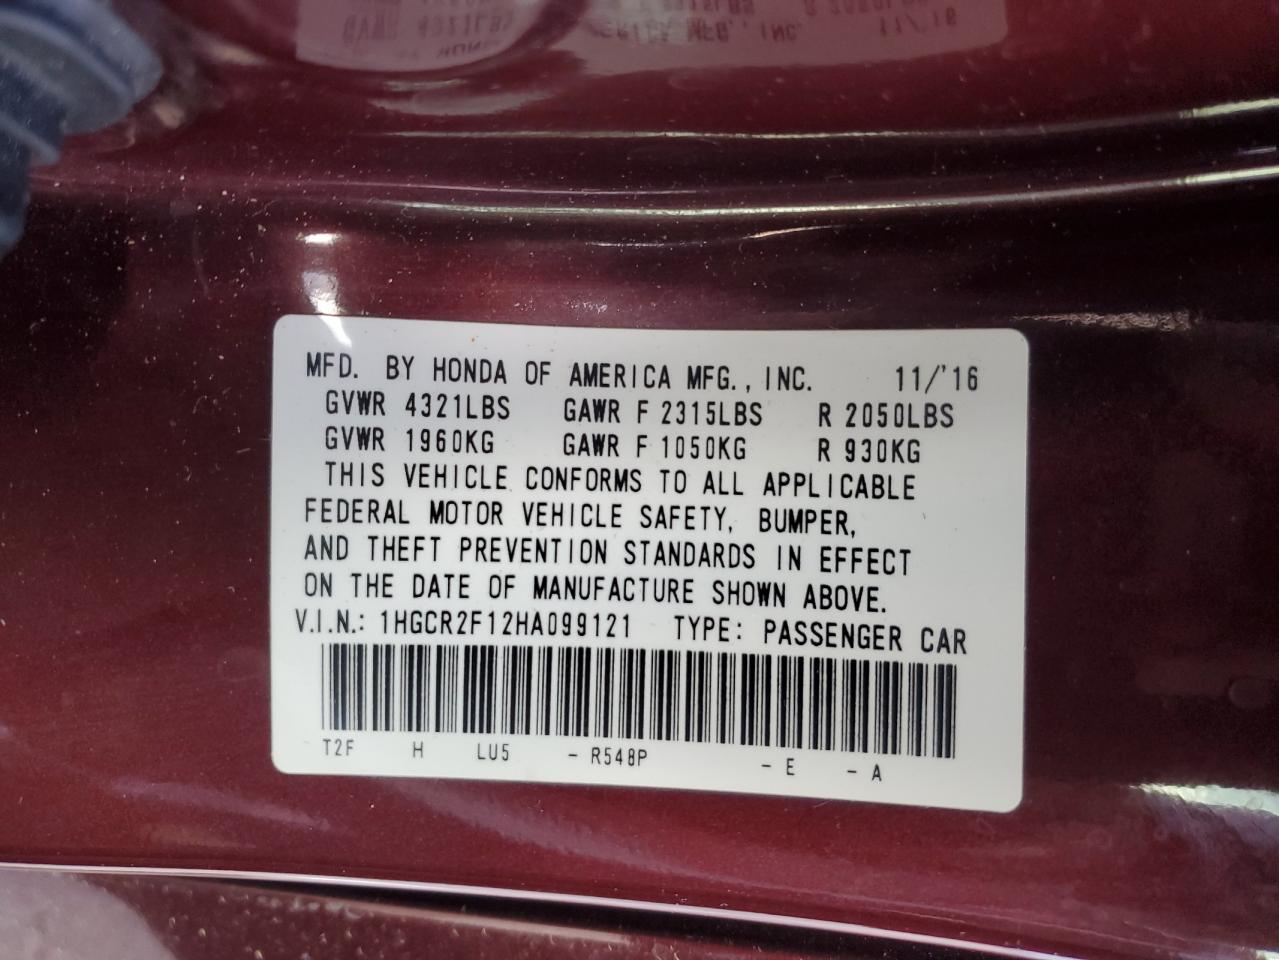 MFD. BY HONDA OF AMERICA MFG., INC. 11/'16
GVWR 4321LBS GAWR F 2315LBS R 2050LBS
GVWR 1960KG GAWR F 1050KG R 930KG
THIS VEHICLE CONFORMS TO ALL APPLICABLE
FEDERAL MOTOR VEHICLE SAFETY, BUMPER,
AND THEFT PREVENTION STANDARDS IN EFFECT
ON THE DATE OF MANUFACTURE SHOWN ABOVE.
V.I.N.: 1HGCR2F12HA099121 TYPE: PASSENGER CAR
T2F H LU5 - R548P - E - A